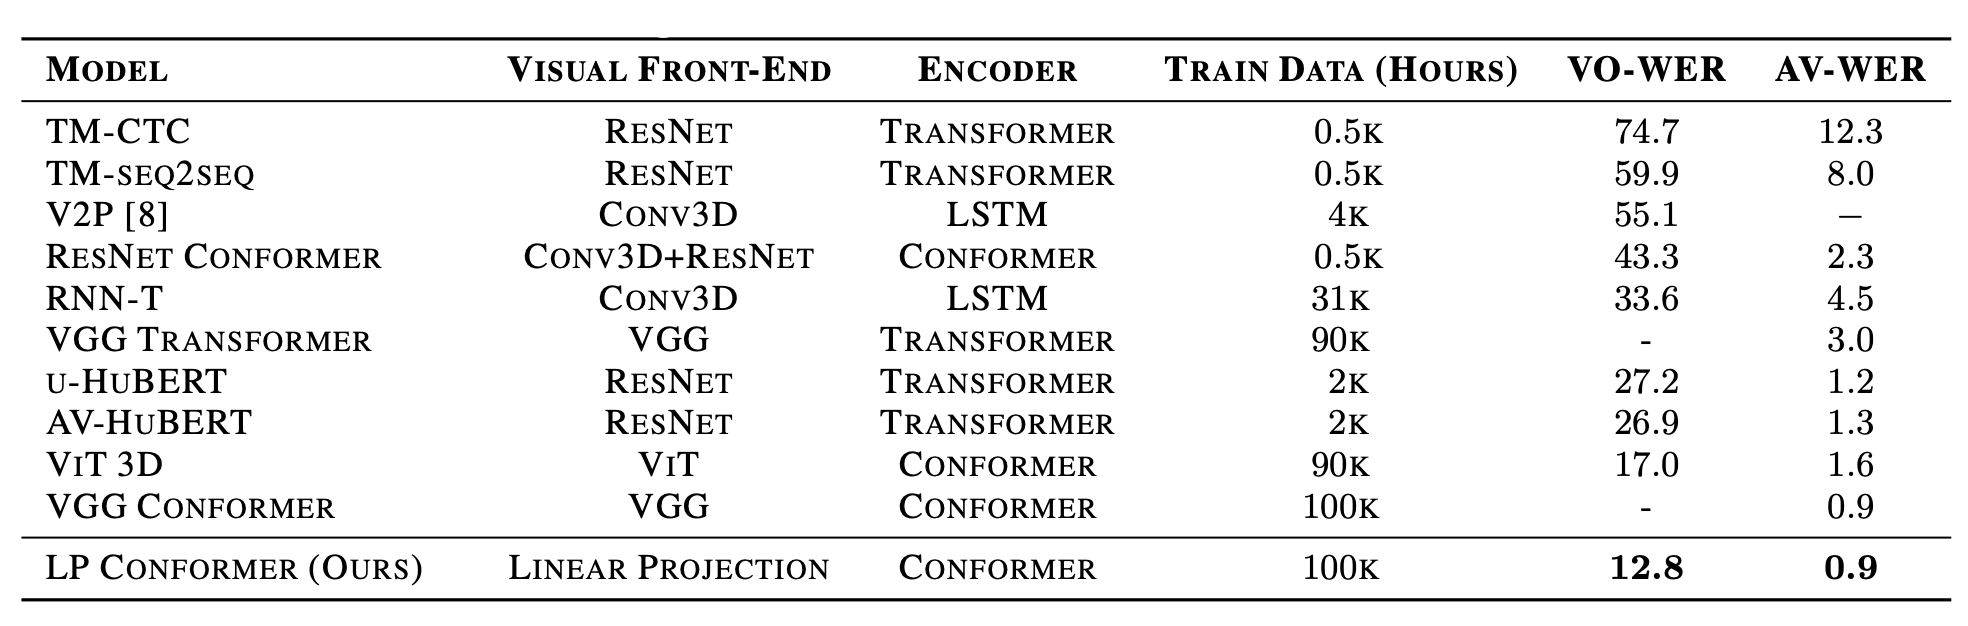 MODEL VISUAL FRONT-END ENCODER TRAIN DATA (HOURS) VO-WER AV-WER
TM-CTC RESNET TRANSFORMER 0.5K 74.7 12.3
TM-SEQ2SEQ RESNET TRANSFORMER 0.5K 59.9 8.0
V2P [8] CONV3D LSTM 4K 55.1 –
RESNET CONFORMER CONV3D+RESNET CONFORMER 0.5K 43.3 2.3
RNN-T CONV3D LSTM 31K 33.6 4.5
VGG TRANSFORMER VGG TRANSFORMER 90K - 3.0
U-HUBERT RESNET TRANSFORMER 2K 27.2 1.2
AV-HUBERT RESNET TRANSFORMER 2K 26.9 1.3
VIT 3D VIT CONFORMER 90K 17.0 1.6
VGG CONFORMER VGG CONFORMER 100K - 0.9
LP CONFORMER (OURS) LINEAR PROJECTION CONFORMER 100K 12.8 0.9